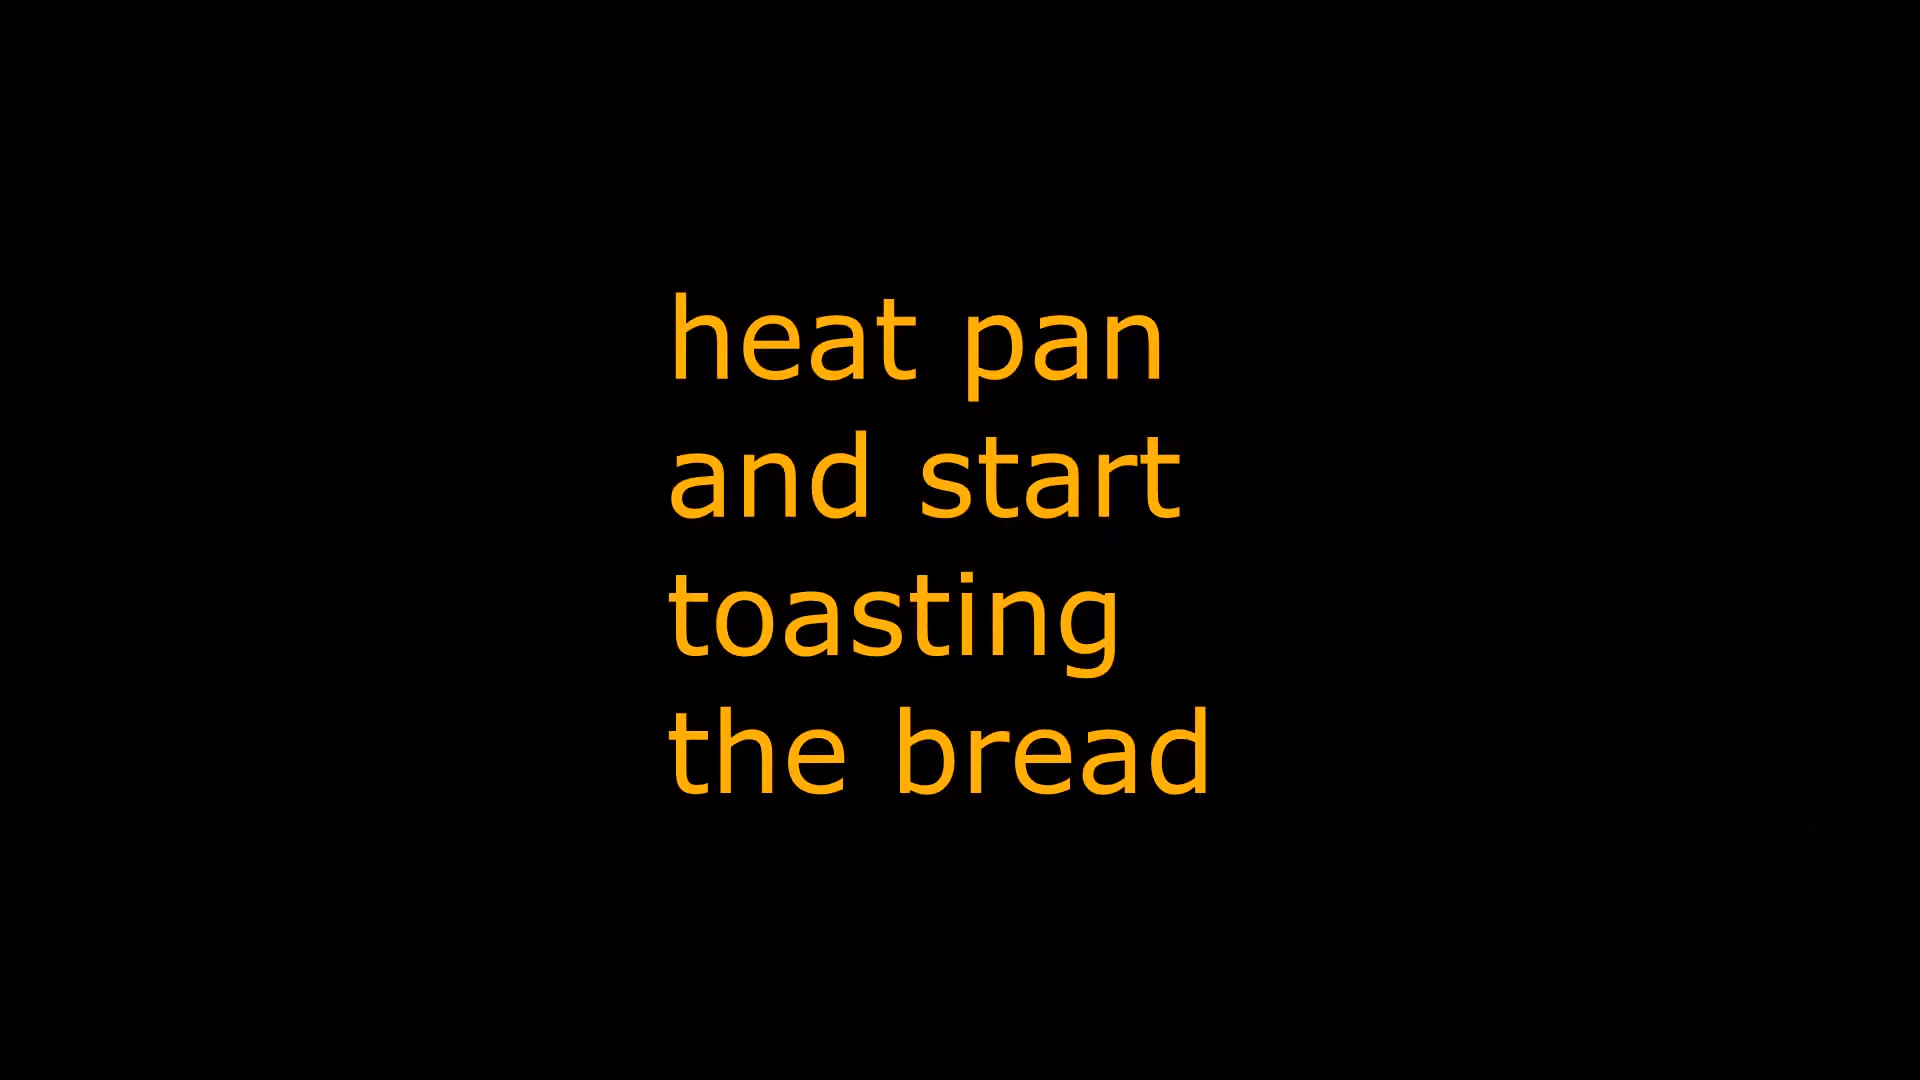 heat pan
and start
toasting
the bread